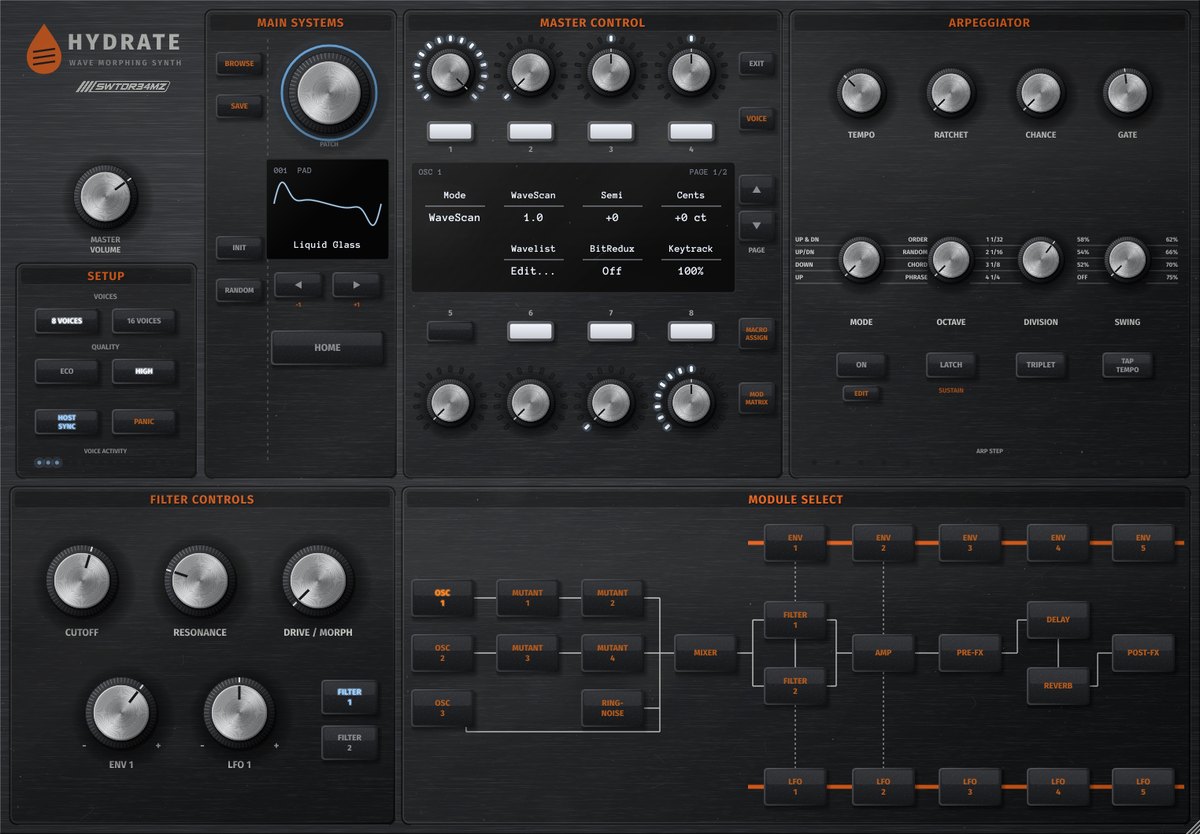 HYDRATE
WAVE MORPHING SYNTH
SWTOR34MZ
MASTER
VOLUME
SETUP
VOICES
8 VOICES
16 VOICES
QUALITY
ECO
HIGH
HOST
SYNC
PANIC
VOICE ACTIVITY
MAIN SYSTEMS
BROWSE
SAVE
PATCH
001 PAD
Liquid Glass
INIT
RANDOM
◀
▶
-1
+1
HOME
MASTER CONTROL
EXIT
VOICE
1
2
3
4
OSC 1
PAGE 1/2
Mode
WaveScan
Semi
Cents
WaveScan
1.0
+0
+0 ct
Wavelist
BitRedux
Keytrack
Edit...
Off
100%
▲
▼
PAGE
5
6
7
8
MACRO
ASSIGN
MOD
MATRIX
ARPEGGIATOR
TEMPO
RATCHET
CHANCE
GATE
UP & DN
UP/DN
DOWN
UP
ORDER
RANDOM
CHORD
PHRASE
1 1/32
2 1/16
3 1/8
4 1/4
58%
54%
52%
OFF
62%
66%
70%
75%
MODE
OCTAVE
DIVISION
SWING
ON
LATCH
TRIPLET
TAP
TEMPO
EDIT
SUSTAIN
ARP STEP
FILTER CONTROLS
CUTOFF
RESONANCE
DRIVE / MORPH
- +
- +
ENV 1
LFO 1
FILTER
1
FILTER
2
MODULE SELECT
ENV
1
ENV
2
ENV
3
ENV
4
ENV
5
OSC
1
MUTANT
1
MUTANT
2
OSC
2
MUTANT
3
MUTANT
4
OSC
3
RING-
NOISE
MIXER
FILTER
1
FILTER
2
AMP
PRE-FX
DELAY
REVERB
POST-FX
LFO
1
LFO
2
LFO
3
LFO
4
LFO
5